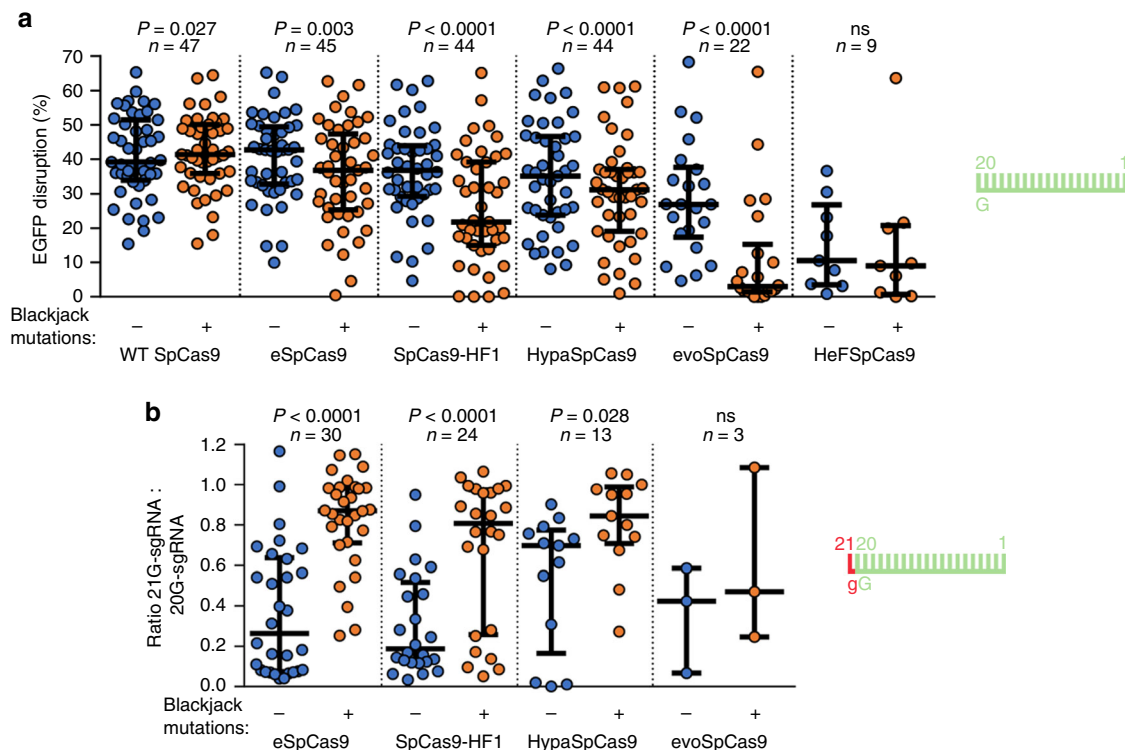 a
P = 0.027 P = 0.003 P < 0.0001 P < 0.0001 P < 0.0001 ns
n = 47 n = 45 n = 44 n = 44 n = 22 n = 9
EGFP disruption (%)
70
60
50
40
30
20
10
0
20 1
G
Blackjack
mutations:
– + – + – + – + – + – +
WT SpCas9 eSpCas9 SpCas9-HF1 HypaSpCas9 evoSpCas9 HeFSpCas9
b
P < 0.0001 P < 0.0001 P = 0.028 ns
n = 30 n = 24 n = 13 n = 3
Ratio 21G-sgRNA :
20G-sgRNA
1.2
1.0
0.8
0.6
0.4
0.2
0.0
2120 1
gG
Blackjack
mutations:
– + – + – + – +
eSpCas9 SpCas9-HF1 HypaSpCas9 evoSpCas9